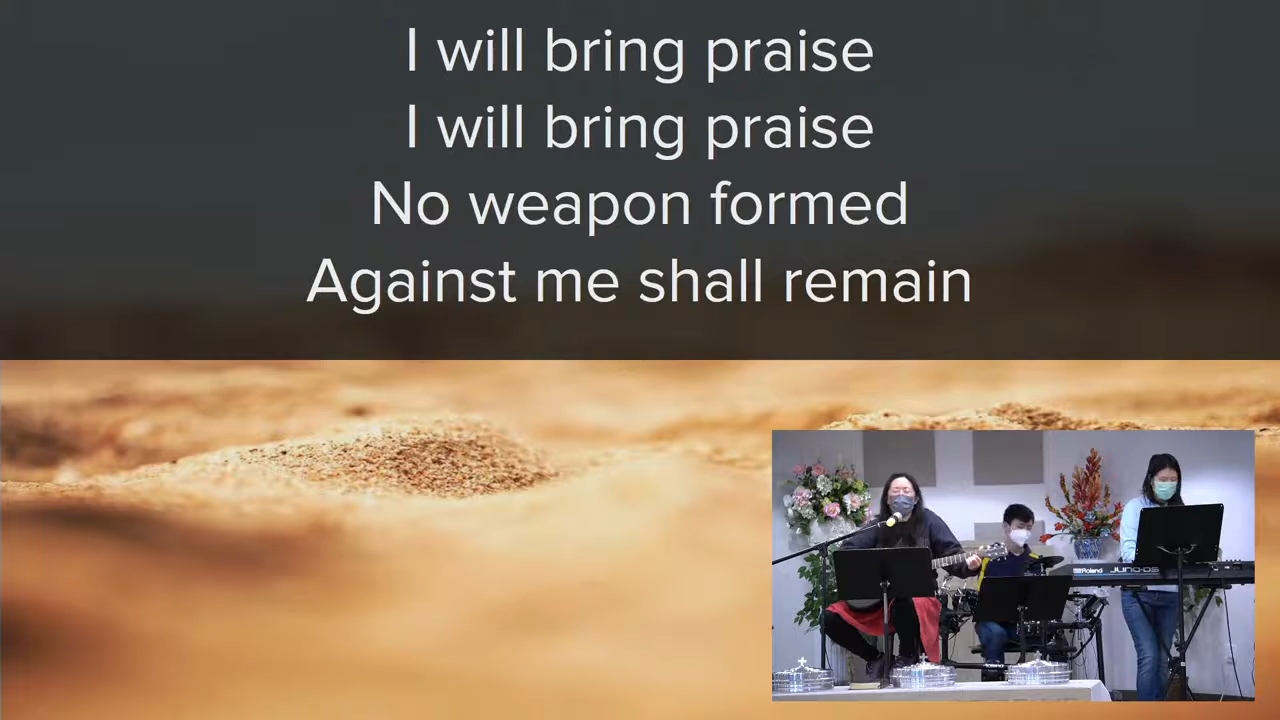 I will bring praise
I will bring praise
No weapon formed
Against me shall remain
Roland JUNO-DS